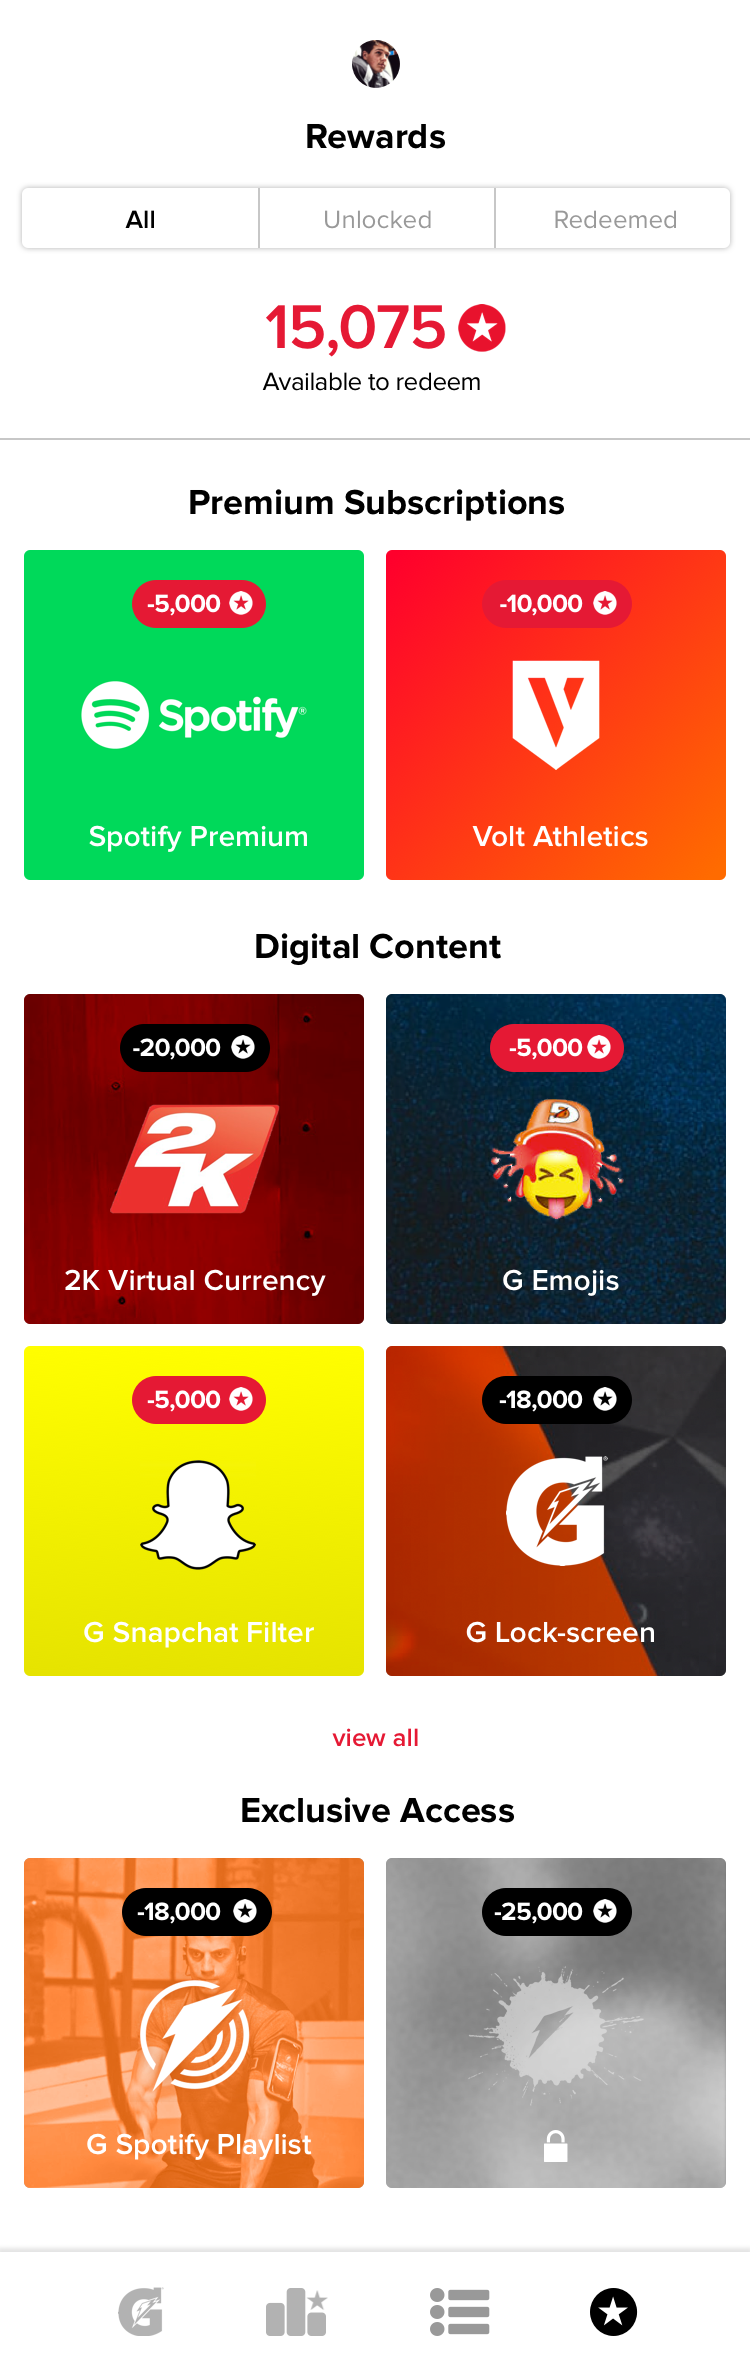 Rewards
All
Unlocked
Redeemed
15,075
Available to redeem
Premium Subscriptions
-5,000
-10,000
Spotify®
V
Spotify Premium
Volt Athletics
Digital Content
-20,000
-5,000
2K
2K Virtual Currency
G Emojis
-5,000
-18,000
G®
G Snapchat Filter
G Lock-screen
view all
Exclusive Access
-18,000
-25,000
G Spotify Playlist
G